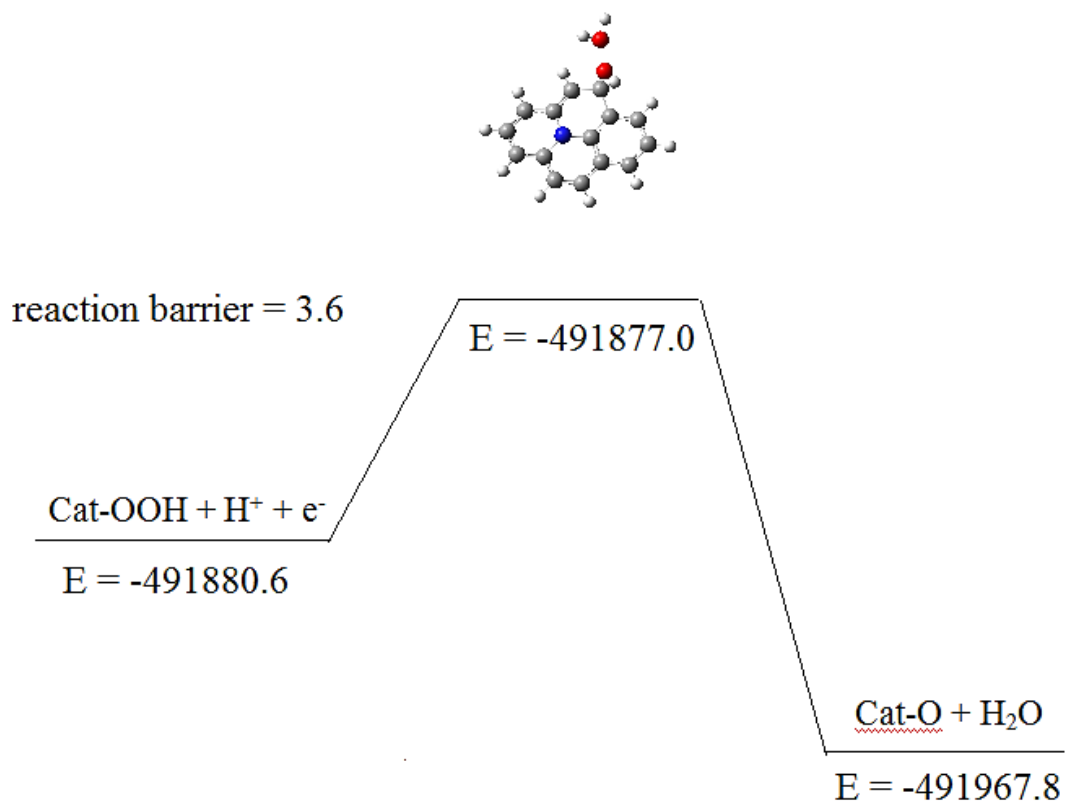 reaction barrier = 3.6
E = -491877.0
Cat-OOH + H⁺ + e⁻
E = -491880.6
Cat-O + H₂O
E = -491967.8